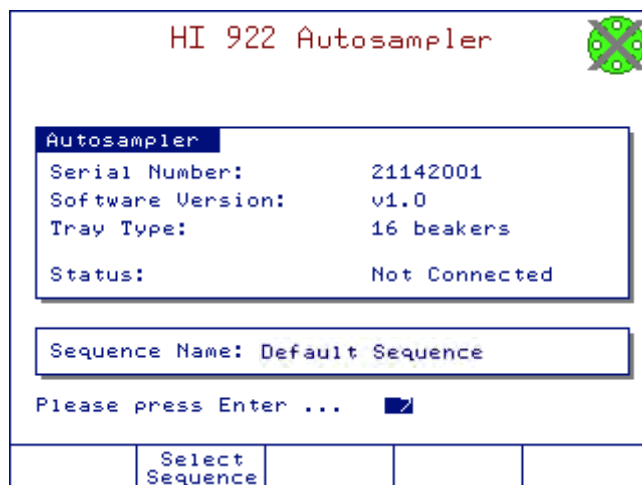 HI 922 Autosampler
Autosampler
Serial Number: 21142001
Software Version: v1.0
Tray Type: 16 beakers
Status: Not Connected
Sequence Name: Default Sequence
Please press Enter ...
Select
Sequence